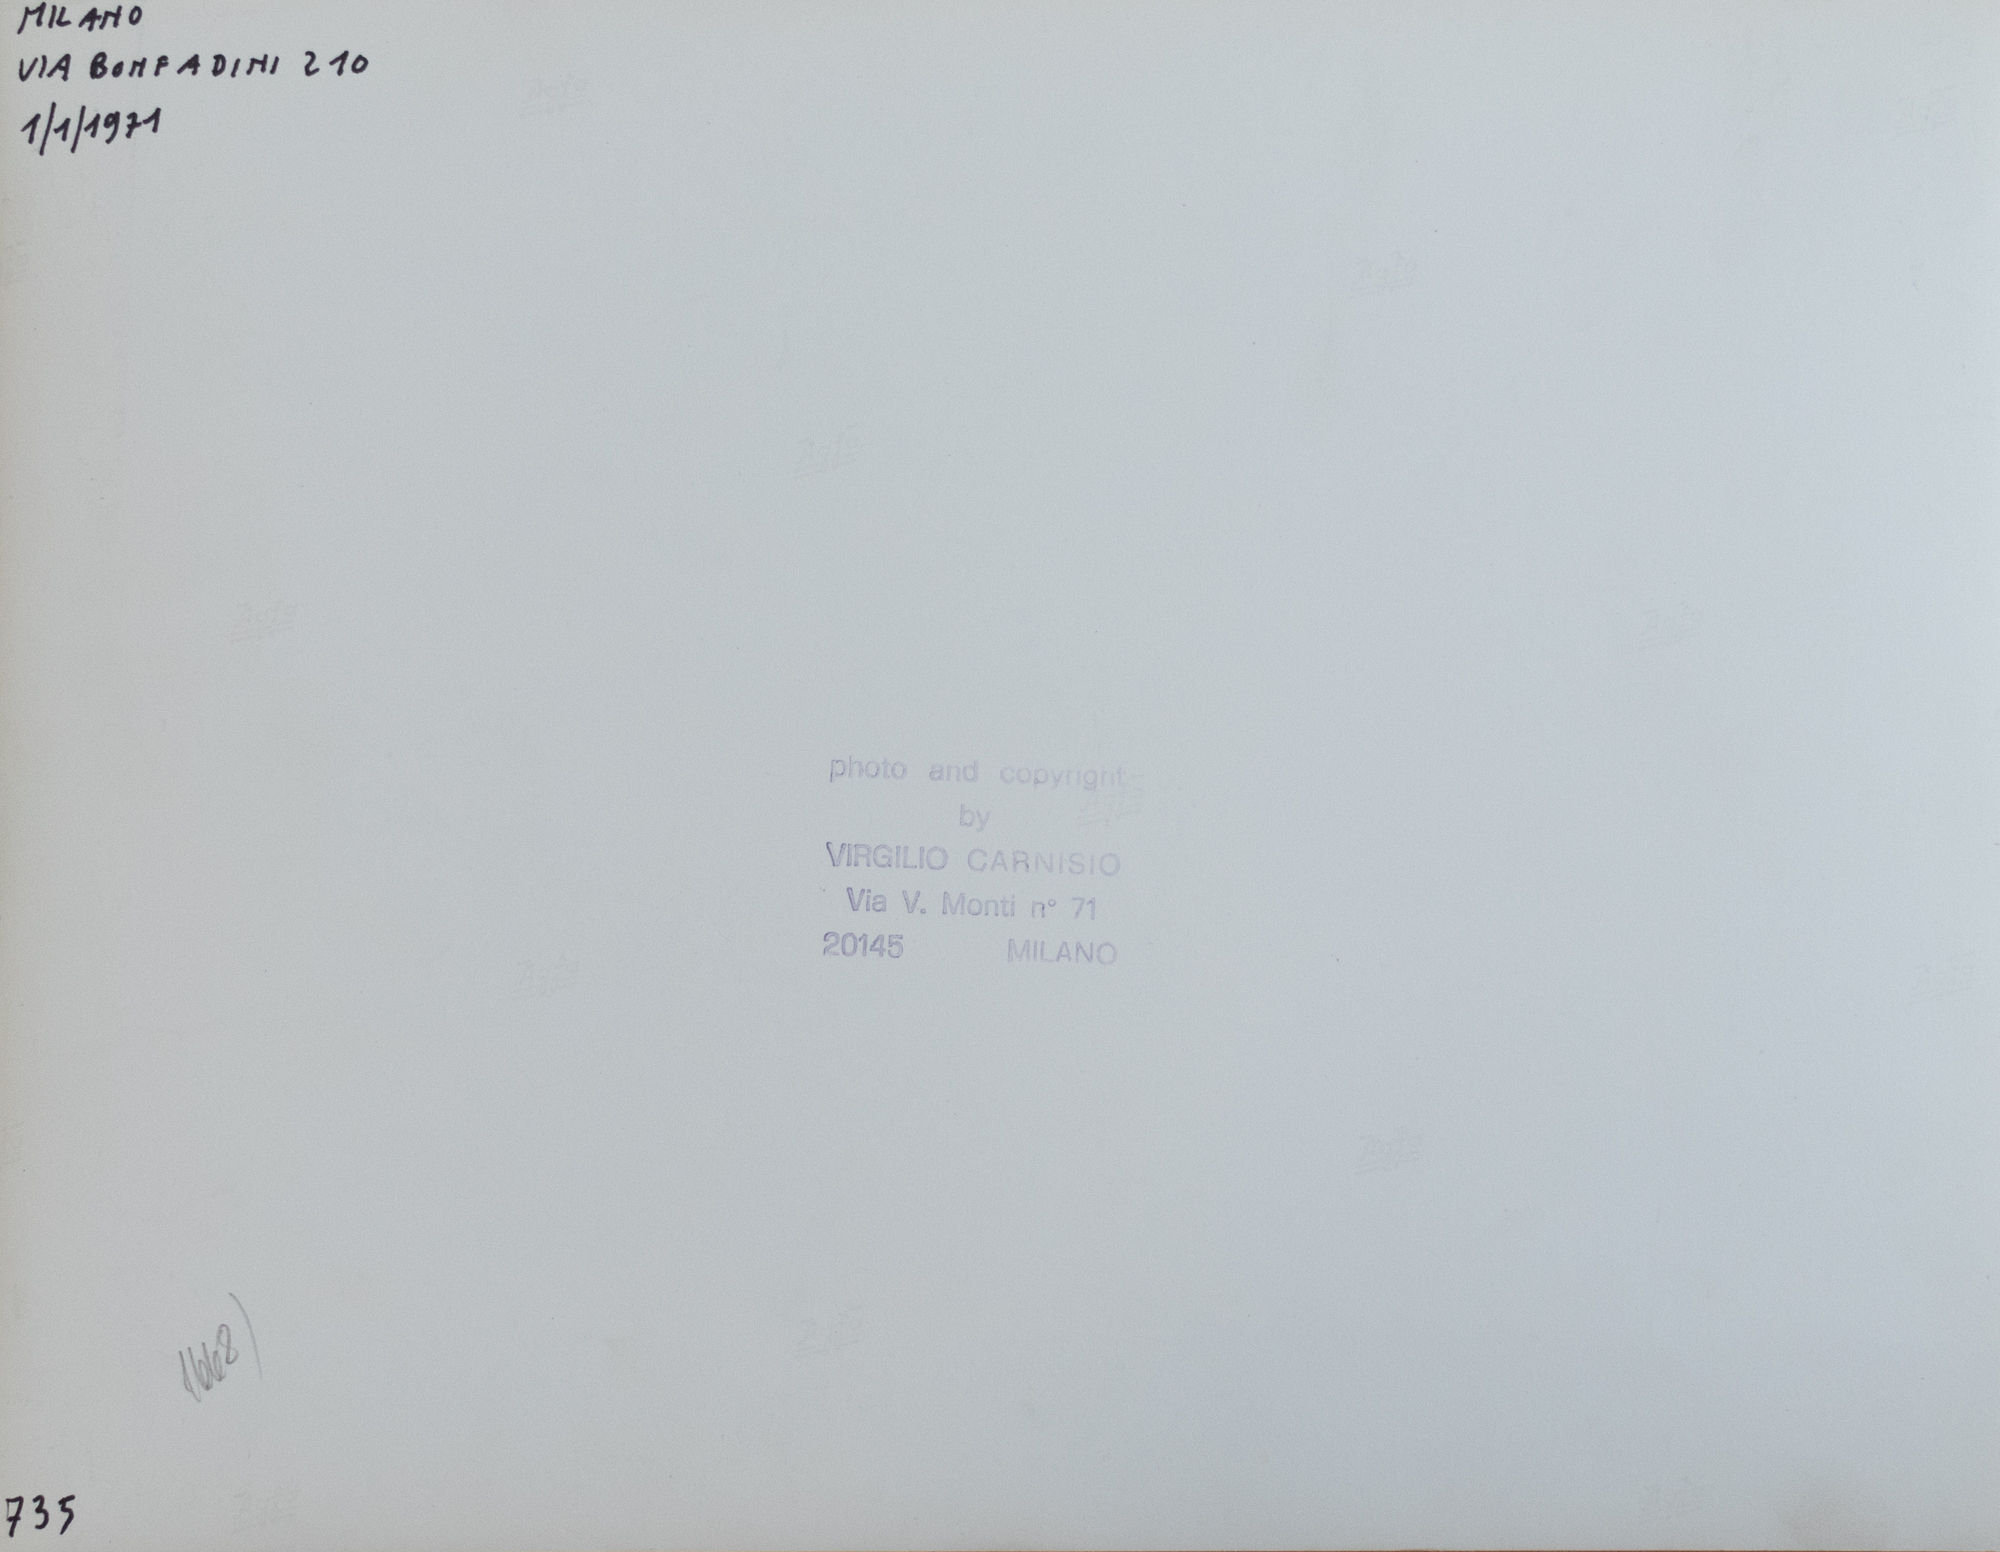 MILANO
VIA BONFADINI 210
1/1/1971
photo and copyright
by
VIRGILIO CARNISIO
Via V. Monti n° 71
20145 MILANO
735